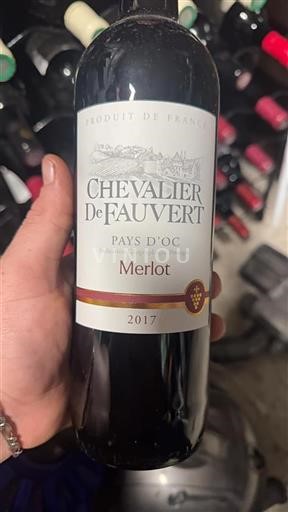 PRODUIT DE FRANCE
CHEVALIER
DE FAUVERT
PAYS D'OC
VINIOU
Merlot
2017